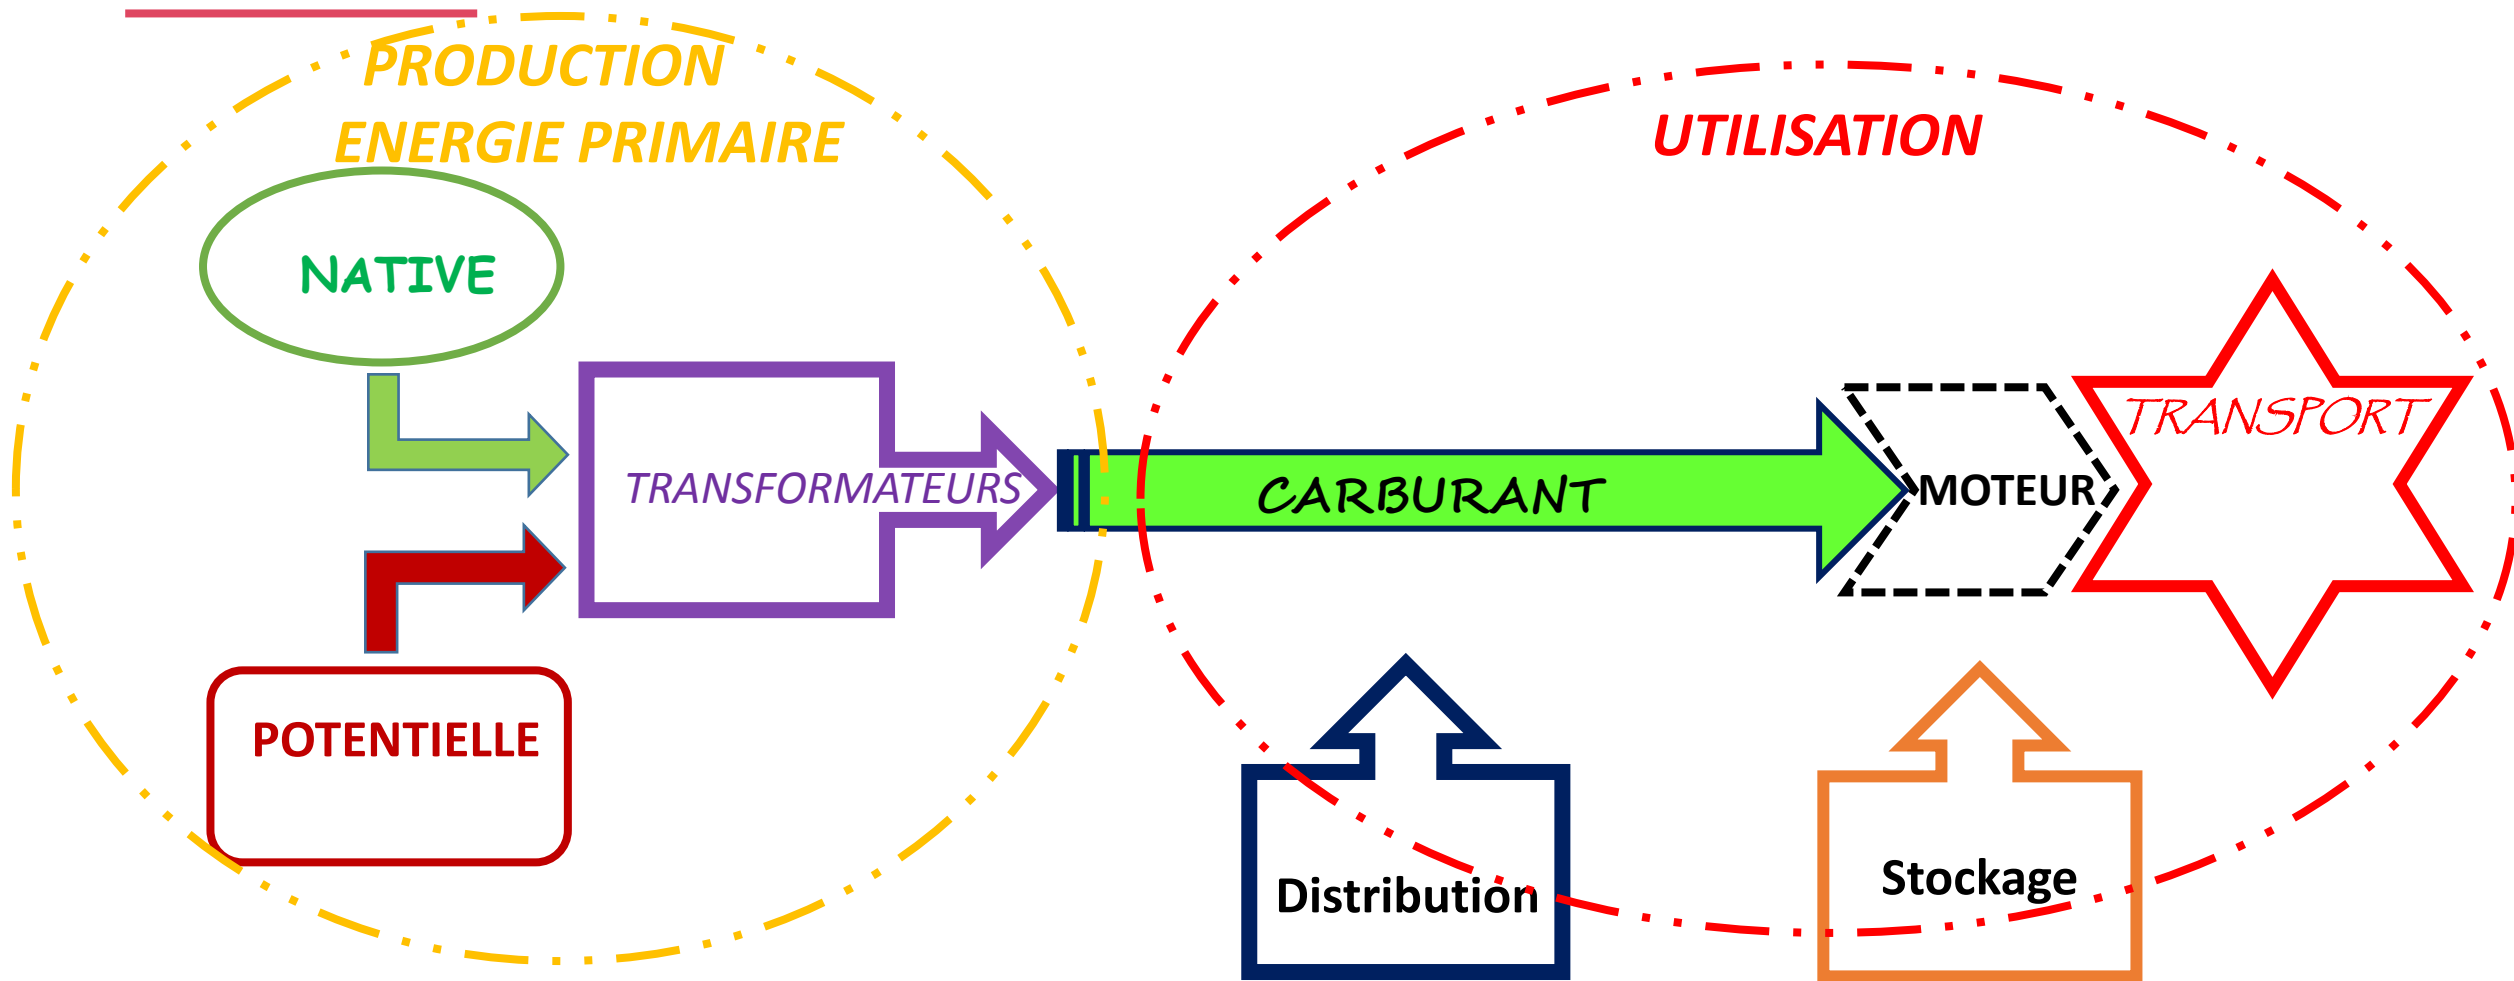 PRODUCTION
ENERGIE PRIMAIRE
UTILISATION
NATIVE
TRANSFORMATEURS
CARBURANT
MOTEUR
TRANSPORT
POTENTIELLE
Distribution
Stockage